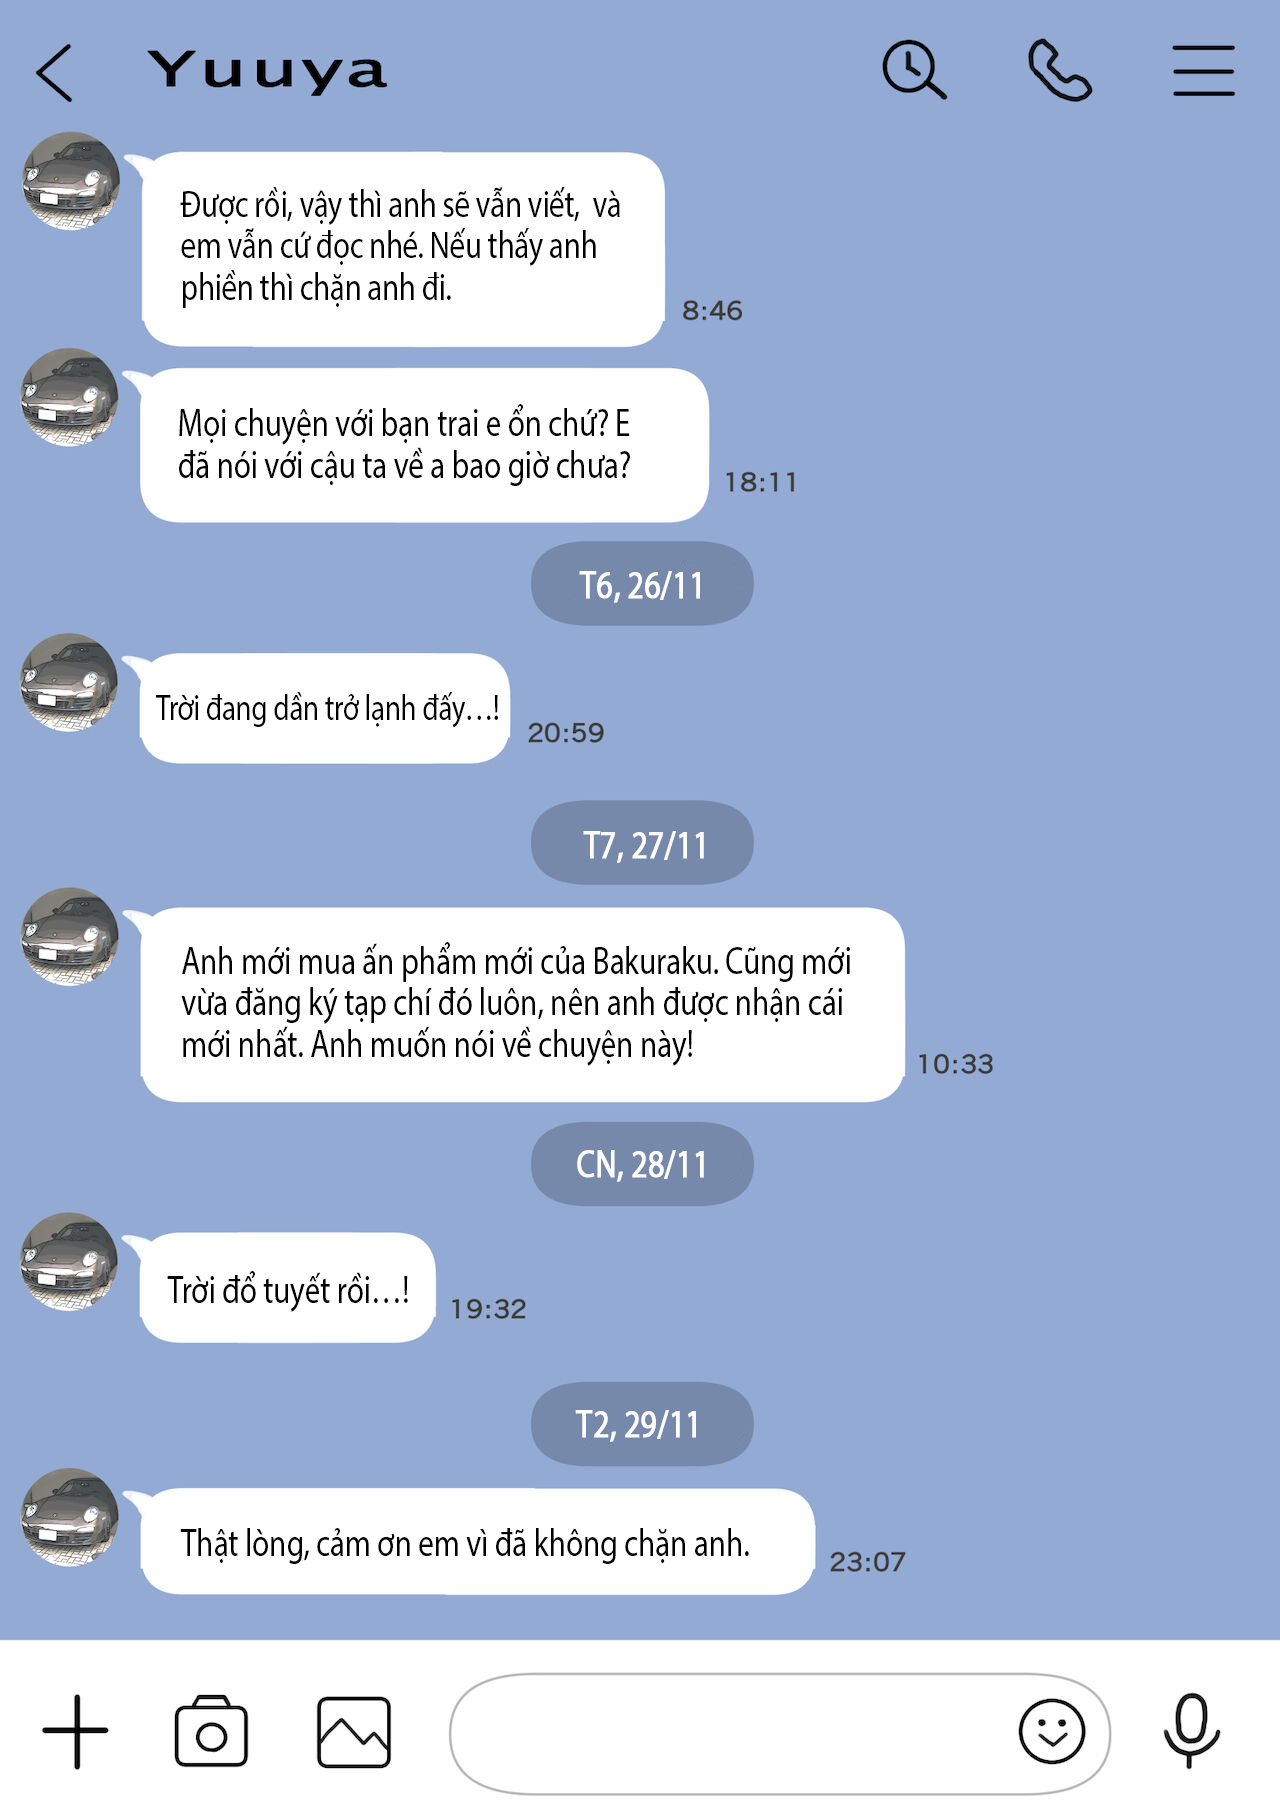 Yuuya
Được rồi, vậy thì anh sẽ vẫn viết, và
em vẫn cứ đọc nhé. Nếu thấy anh
phiền thì chặn anh đi.
8:46
Mọi chuyện với bạn trai e ổn chứ? E
đã nói với cậu ta về a bao giờ chưa?
18:11
T6, 26/11
Trời đang dần trở lạnh đấy...!
20:59
T7, 27/11
Anh mới mua ấn phẩm mới của Bakuraku. Cũng mới
vừa đăng ký tạp chí đó luôn, nên anh được nhận cái
mới nhất. Anh muốn nói về chuyện này!
10:33
CN, 28/11
Trời đổ tuyết rồi...!
19:32
T2, 29/11
Thật lòng, cảm ơn em vì đã không chặn anh.
23:07